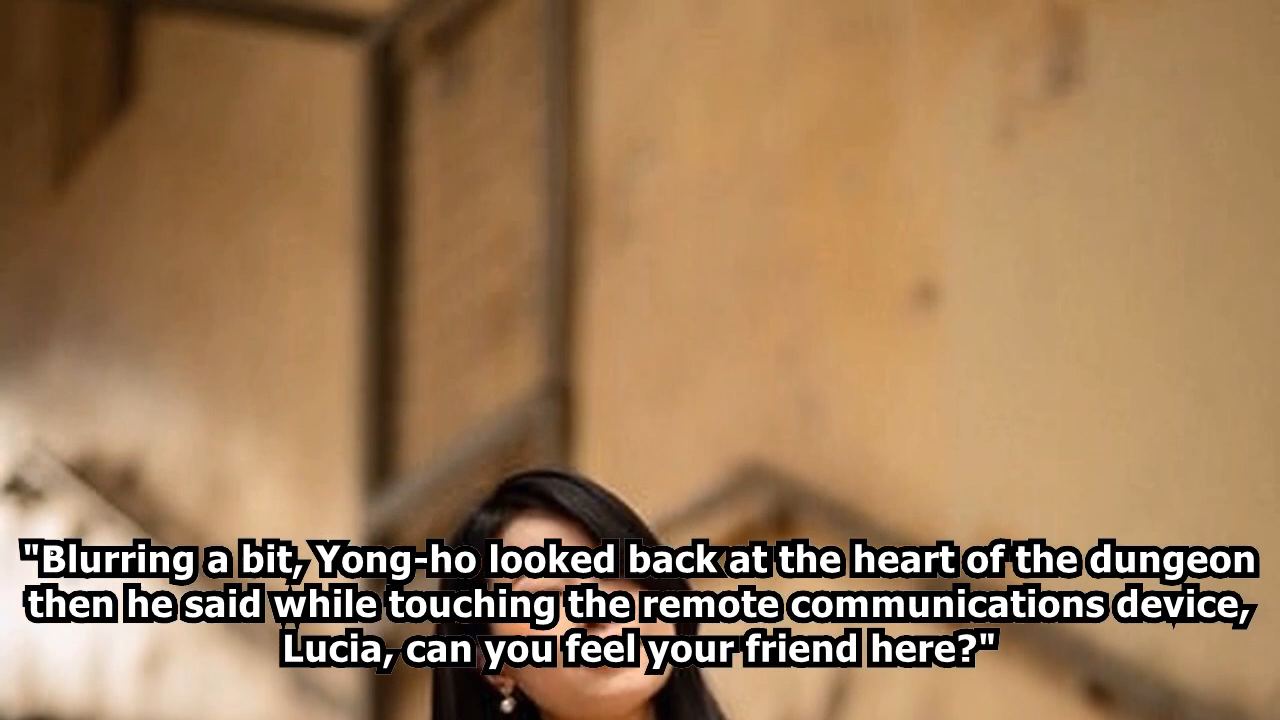 "Blurring a bit, Yong-ho looked back at the heart of the dungeon
then he said while touching the remote communications device,
Lucia, can you feel your friend here?"